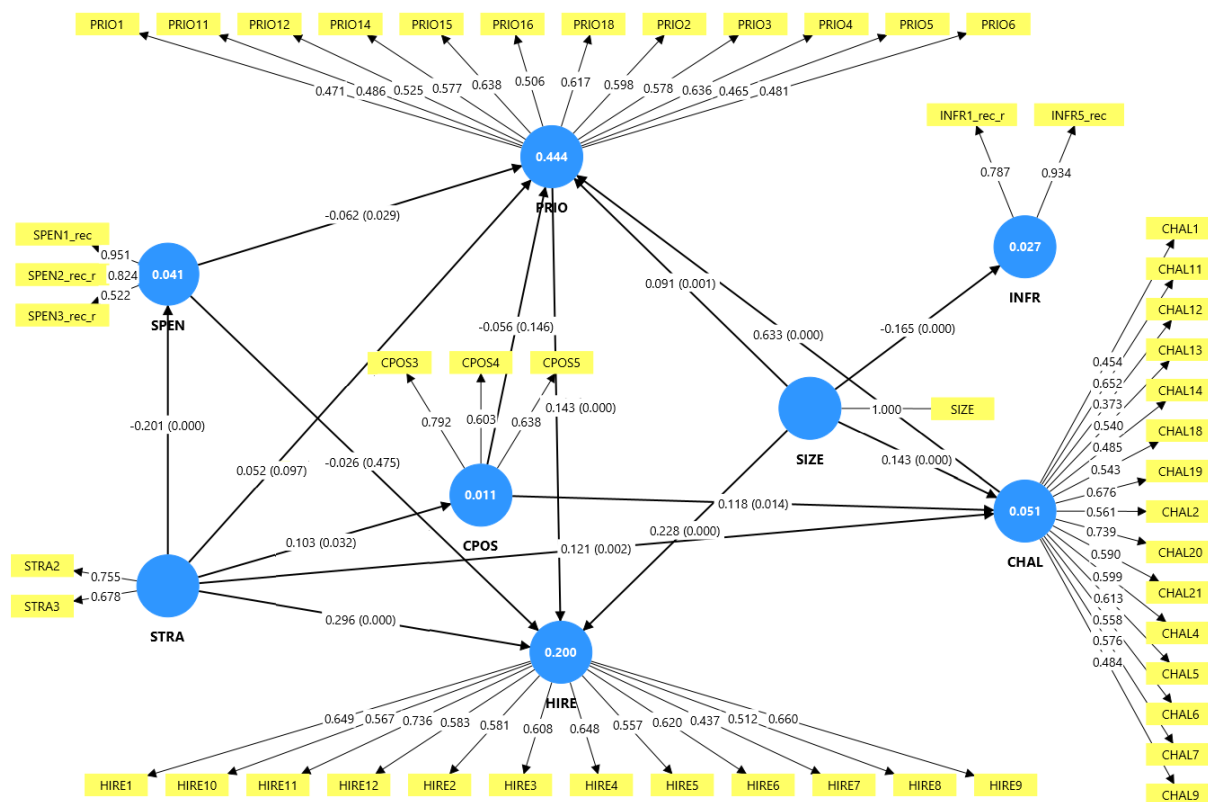 PRIO1 PRIO11 PRIO12 PRIO14 PRIO15 PRIO16 PRIO18 PRIO2 PRIO3 PRIO4 PRIO5 PRIO6
0.471 0.486 0.525 0.577 0.638 0.506 0.617 0.598 0.578 0.636 0.465 0.481
INFR1_rec_r INFR5_rec
0.444
PRIO
0.787 0.934
-0.062 (0.029)
SPEN1_rec
SPEN2_rec_r
SPEN3_rec_r
0.951
0.824
0.522
0.041
SPEN
0.027
INFR
0.091 (0.001)
-0.056 (0.146)
0.633 (0.000)
-0.165 (0.000)
CPOS3 CPOS4 CPOS5
0.792 0.603 0.638
0.143 (0.000)
1.000
SIZE
SIZE
-0.201 (0.000)
0.052 (0.097)
-0.026 (0.475)
0.143 (0.000)
0.011
CPOS
0.118 (0.014)
0.228 (0.000)
0.103 (0.032)
0.121 (0.002)
0.051
CHAL
STRA2
STRA3
0.755
0.678
STRA
0.296 (0.000)
0.200
HIRE
0.649 0.567 0.736 0.583 0.581 0.608 0.648 0.557 0.620 0.437 0.512 0.660
HIRE1 HIRE10 HIRE11 HIRE12 HIRE2 HIRE3 HIRE4 HIRE5 HIRE6 HIRE7 HIRE8 HIRE9
CHAL1
CHAL11
CHAL12
CHAL13
CHAL14
CHAL18
CHAL19
CHAL2
CHAL20
CHAL21
CHAL4
CHAL5
CHAL6
CHAL7
CHAL9
0.454
0.652
0.373
0.540
0.485
0.543
0.676
0.561
0.739
0.590
0.599
0.613
0.558
0.576
0.484